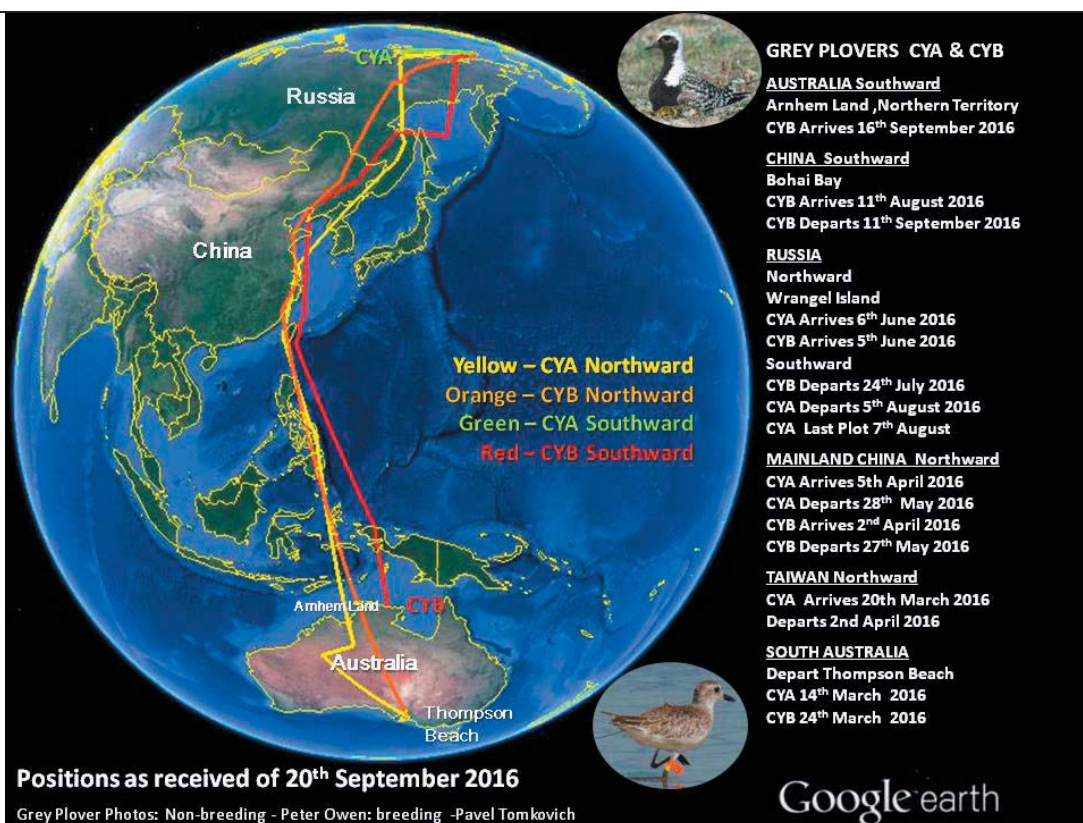 CYA
Russia
China
Yellow – CYA Northward
Orange – CYB Northward
Green – CYA Southward
Red – CYB Southward
Arnhem Land
CYB
Australia
Thompson
Beach
Positions as received of 20th September 2016
Grey Plover Photos: Non-breeding - Peter Owen: breeding -Pavel Tomkovich
GREY PLOVERS CYA & CYB
AUSTRALIA Southward
Arnhem Land ,Northern Territory
CYB Arrives 16th September 2016
CHINA Southward
Bohai Bay
CYB Arrives 11th August 2016
CYB Departs 11th September 2016
RUSSIA
Northward
Wrangel Island
CYA Arrives 6th June 2016
CYB Arrives 5th June 2016
Southward
CYB Departs 24th July 2016
CYA Departs 5th August 2016
CYA Last Plot 7th August
MAINLAND CHINA Northward
CYA Arrives 5th April 2016
CYA Departs 28th May 2016
CYB Arrives 2nd April 2016
CYB Departs 27th May 2016
TAIWAN Northward
CYA Arrives 20th March 2016
Departs 2nd April 2016
SOUTH AUSTRALIA
Depart Thompson Beach
CYA 14th March 2016
CYB 24th March 2016
Google earth